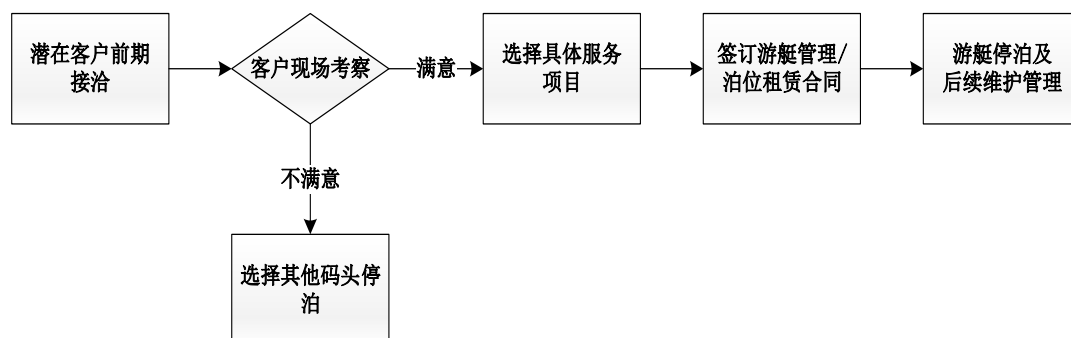 潜在客户前期
接洽
客户现场考察
满意
选择具体服务
项目
签订游艇管理/
泊位租赁合同
游艇停泊及
后续维护管理
不满意
选择其他码头停
泊